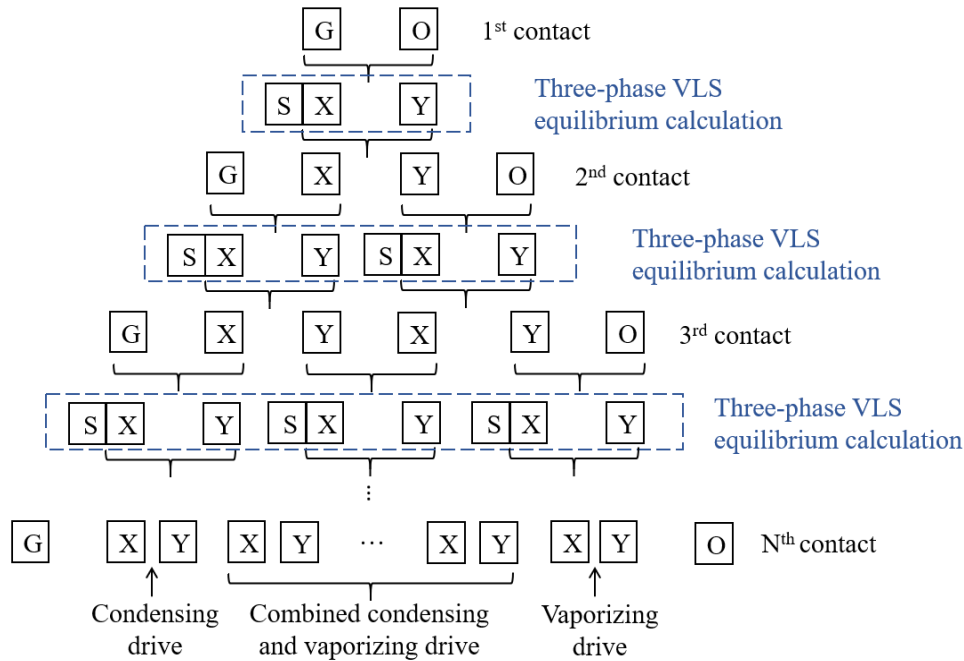 G O 1st contact
S X Y Three-phase VLS
equilibrium calculation
G X Y O 2nd contact
S X Y S X Y Three-phase VLS
equilibrium calculation
G X Y X Y O 3rd contact
S X Y S X Y S X Y Three-phase VLS
equilibrium calculation
⋮
G X Y X Y ⋯ X Y X Y O Nth contact
Condensing
drive
Combined condensing
and vaporizing drive
Vaporizing
drive